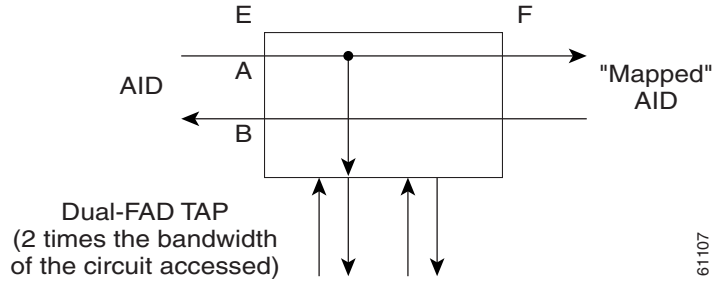 E
F
A
AID
"Mapped"
AID
B
Dual-FAD TAP
(2 times the bandwidth
of the circuit accessed)
61107